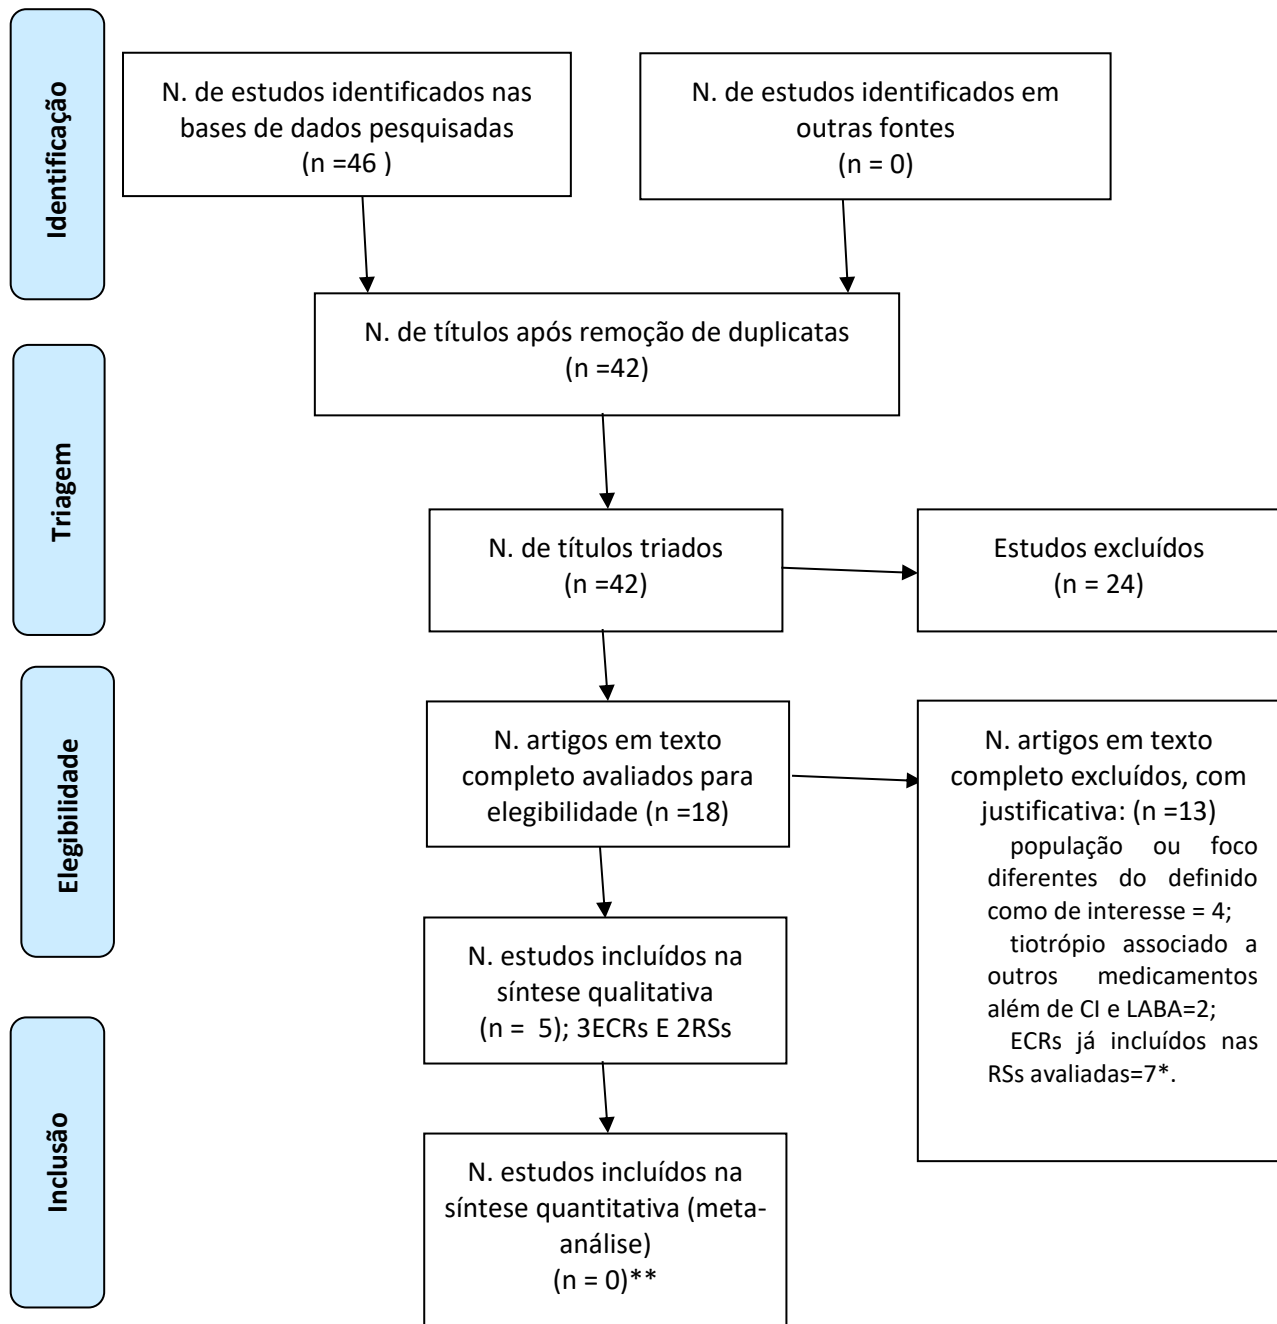 Identificação
N. de estudos identificados nas
bases de dados pesquisadas
(n =46 )
N. de estudos identificados em
outras fontes
(n = 0)
N. de títulos após remoção de duplicatas
(n =42)
Triagem
N. de títulos triados
(n =42)
Estudos excluídos
(n = 24)
Elegibilidade
N. artigos em texto
completo avaliados para
elegibilidade (n =18)
N. artigos em texto
completo excluídos, com
justificativa: (n =13)
população ou foco
diferentes do definido
como de interesse = 4;
tiotrópio associado a
outros medicamentos
além de CI e LABA=2;
ECRs já incluídos nas
RSs avaliadas=7*.
N. estudos incluídos na
síntese qualitativa
(n = 5); 3ECRs E 2RSs
Inclusão
N. estudos incluídos na
síntese quantitativa (meta-
análise)
(n = 0)**